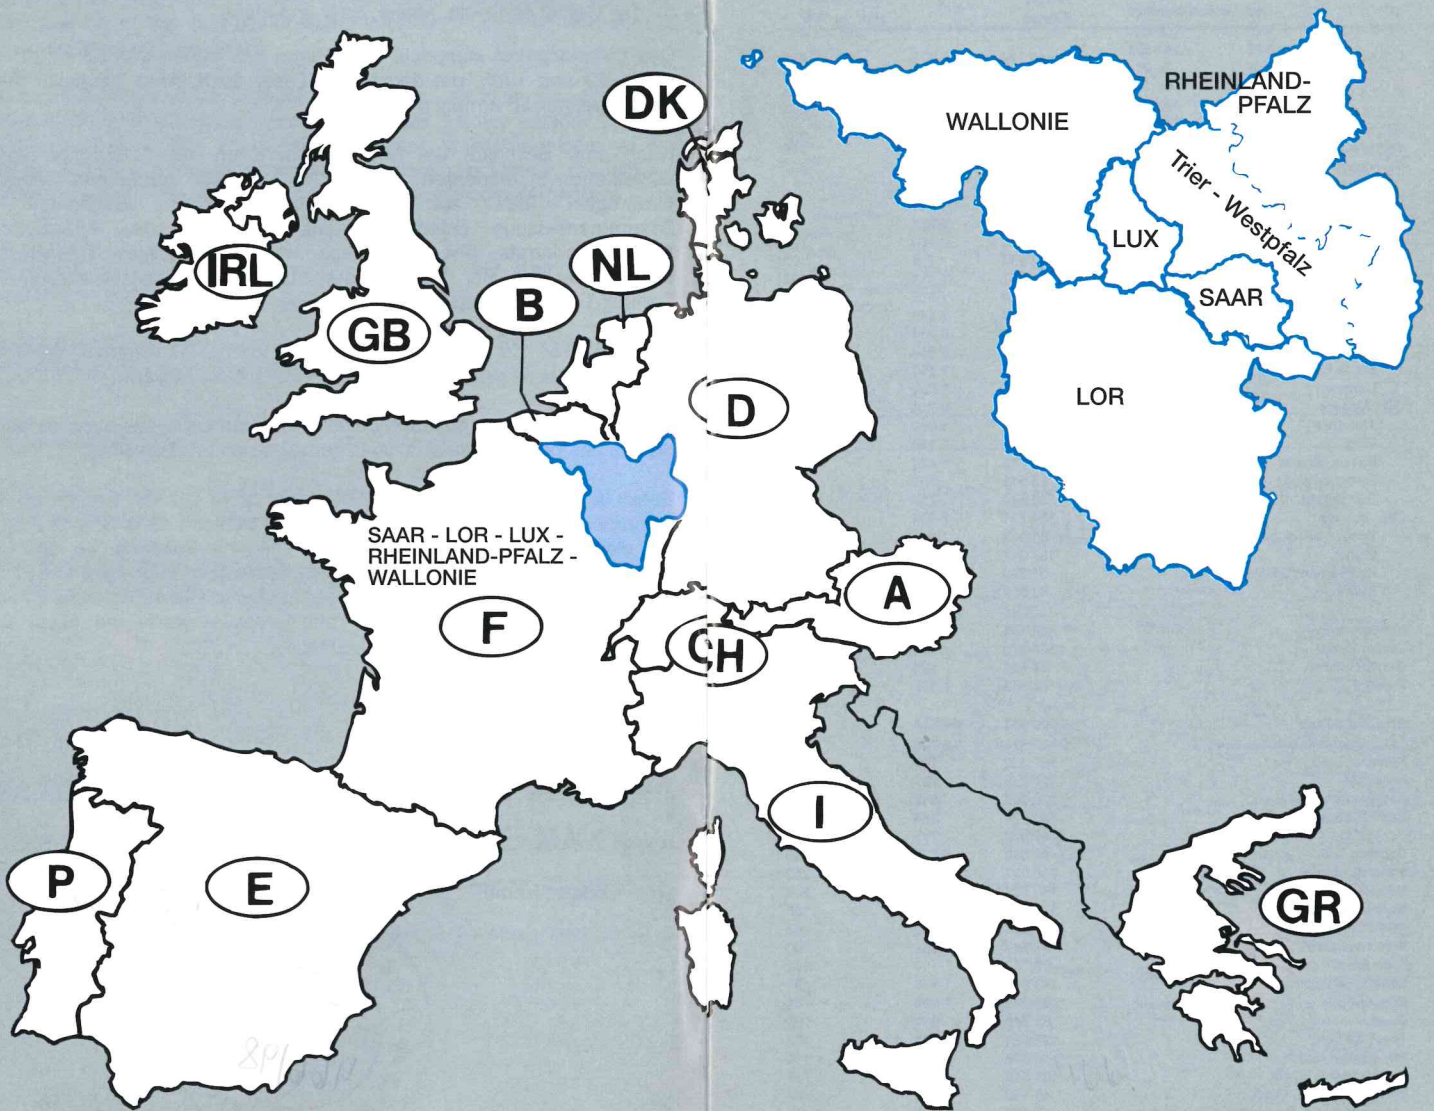 DK
RHEINLAND-
PFALZ
WALLONIE
Trier - Westpfalz
IRL
NL
LUX
B
SAAR
GB
LOR
D
SAAR - LOR - LUX -
RHEINLAND-PFALZ -
WALLONIE
A
F
CH
I
P
E
GR